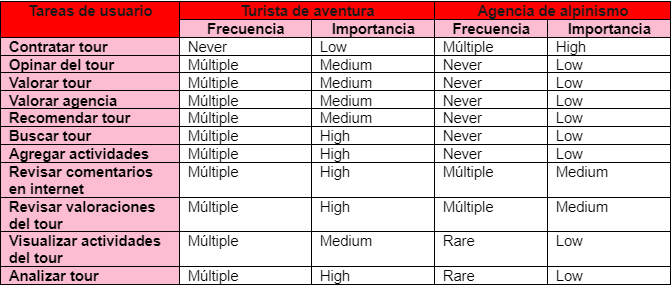 Tareas de usuario Turista de aventura Agencia de alpinismo
Frecuencia Importancia Frecuencia Importancia
Contratar tour Never Low Múltiple High
Opinar del tour Múltiple Medium Never Low
Valorar tour Múltiple Medium Never Low
Valorar agencia Múltiple Medium Never Low
Recomendar tour Múltiple Medium Never Low
Buscar tour Múltiple High Never Low
Agregar actividades Múltiple High Never Low
Revisar comentarios Múltiple High Múltiple Medium
en internet
Revisar valoraciones Múltiple High Múltiple Medium
del tour
Visualizar actividades Múltiple Medium Rare Low
del tour
Analizar tour Múltiple High Rare Low